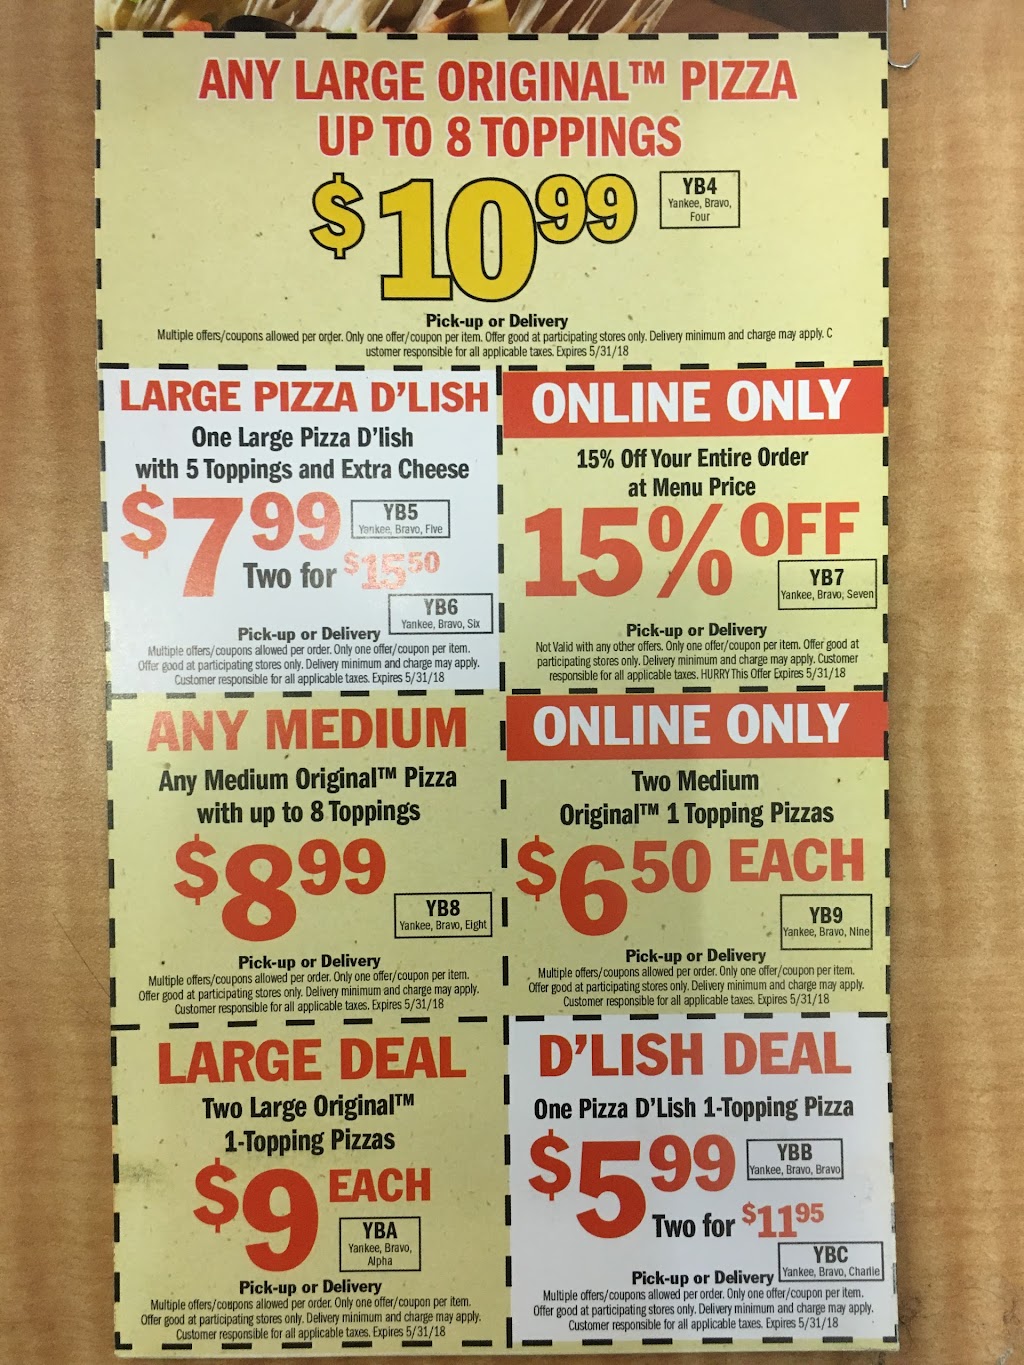 ANY LARGE ORIGINAL™ PIZZA
UP TO 8 TOPPINGS
$10.99
YB4
Yankee, Bravo,
Four
Pick-up or Delivery
Multiple offers/coupons allowed per order. Only one offer/coupon per item. Offer good at participating stores only. Delivery minimum and charge may apply. C
ustomer responsible for all applicable taxes. Expires 5/31/18
LARGE PIZZA D'LISH
One Large Pizza D'lish
with 5 Toppings and Extra Cheese
$7.99
YB5
Yankee, Bravo, Five
Two for $15.50
YB6
Yankee, Bravo, Six
Pick-up or Delivery
Multiple offers/coupons allowed per order. Only one offer/coupon per item.
Offer good at participating stores only. Delivery minimum and charge may apply.
Customer responsible for all applicable taxes. Expires 5/31/18
ONLINE ONLY
15% Off Your Entire Order
at Menu Price
15% OFF
YB7
Yankee, Bravo, Seven
Pick-up or Delivery
Not Valid with any other offers. Only one offer/coupon per item. Offer good at
participating stores only. Delivery minimum and charge may apply. Customer
responsible for all applicable taxes. HURRY This Offer Expires 5/31/18
ANY MEDIUM
Any Medium Original™ Pizza
with up to 8 Toppings
$8.99
YB8
Yankee, Bravo, Eight
Pick-up or Delivery
Multiple offers/coupons allowed per order. Only one offer/coupon per item.
Offer good at participating stores only. Delivery minimum and charge may apply.
Customer responsible for all applicable taxes. Expires 5/31/18
ONLINE ONLY
Two Medium
Original™ 1 Topping Pizzas
$6.50 EACH
YB9
Yankee, Bravo, Nine
Pick-up or Delivery
Multiple offers/coupons allowed per order. Only one offer/coupon per item.
Offer good at participating stores only. Delivery minimum and charge may apply.
Customer responsible for all applicable taxes. Expires 5/31/18
LARGE DEAL
Two Large Original™
1-Topping Pizzas
$9 EACH
YBA
Yankee, Bravo,
Alpha
Pick-up or Delivery
Multiple offers/coupons allowed per order. Only one offer/coupon per item.
Offer good at participating stores only. Delivery minimum and charge may apply.
Customer responsible for all applicable taxes. Expires 5/31/18
D'LISH DEAL
One Pizza D'Lish 1-Topping Pizza
$5.99
YBB
Yankee, Bravo, Bravo
Two for $11.95
YBC
Yankee, Bravo, Charlie
Pick-up or Delivery
Multiple offers/coupons allowed per order. Only one offer/coupon per item.
Offer good at participating stores only. Delivery minimum and charge may apply.
Customer responsible for all applicable taxes. Expires 5/31/18